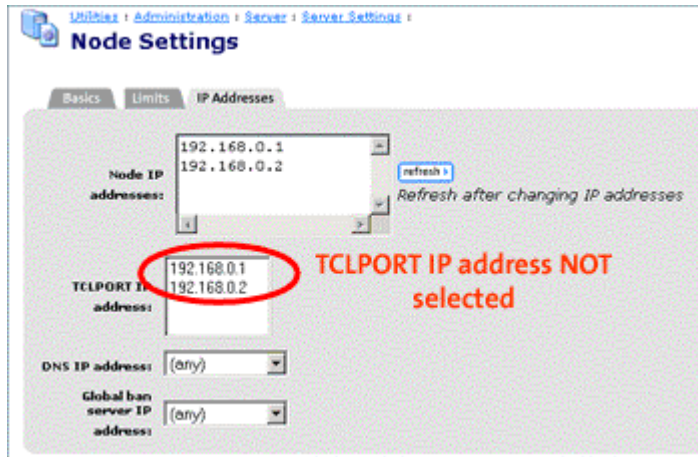 Utilities : Administration : Server : Server Settings :
Node Settings
Basics Limits IP Addresses
192.168.0.1
192.168.0.2
Node IP
addresses:
refresh
Refresh after changing IP addresses
192.168.0.1
192.168.0.2
TCLPORT IP
address:
TCLPORT IP address NOT
selected
DNS IP address: (any)
Global ban
server IP
address:
(any)